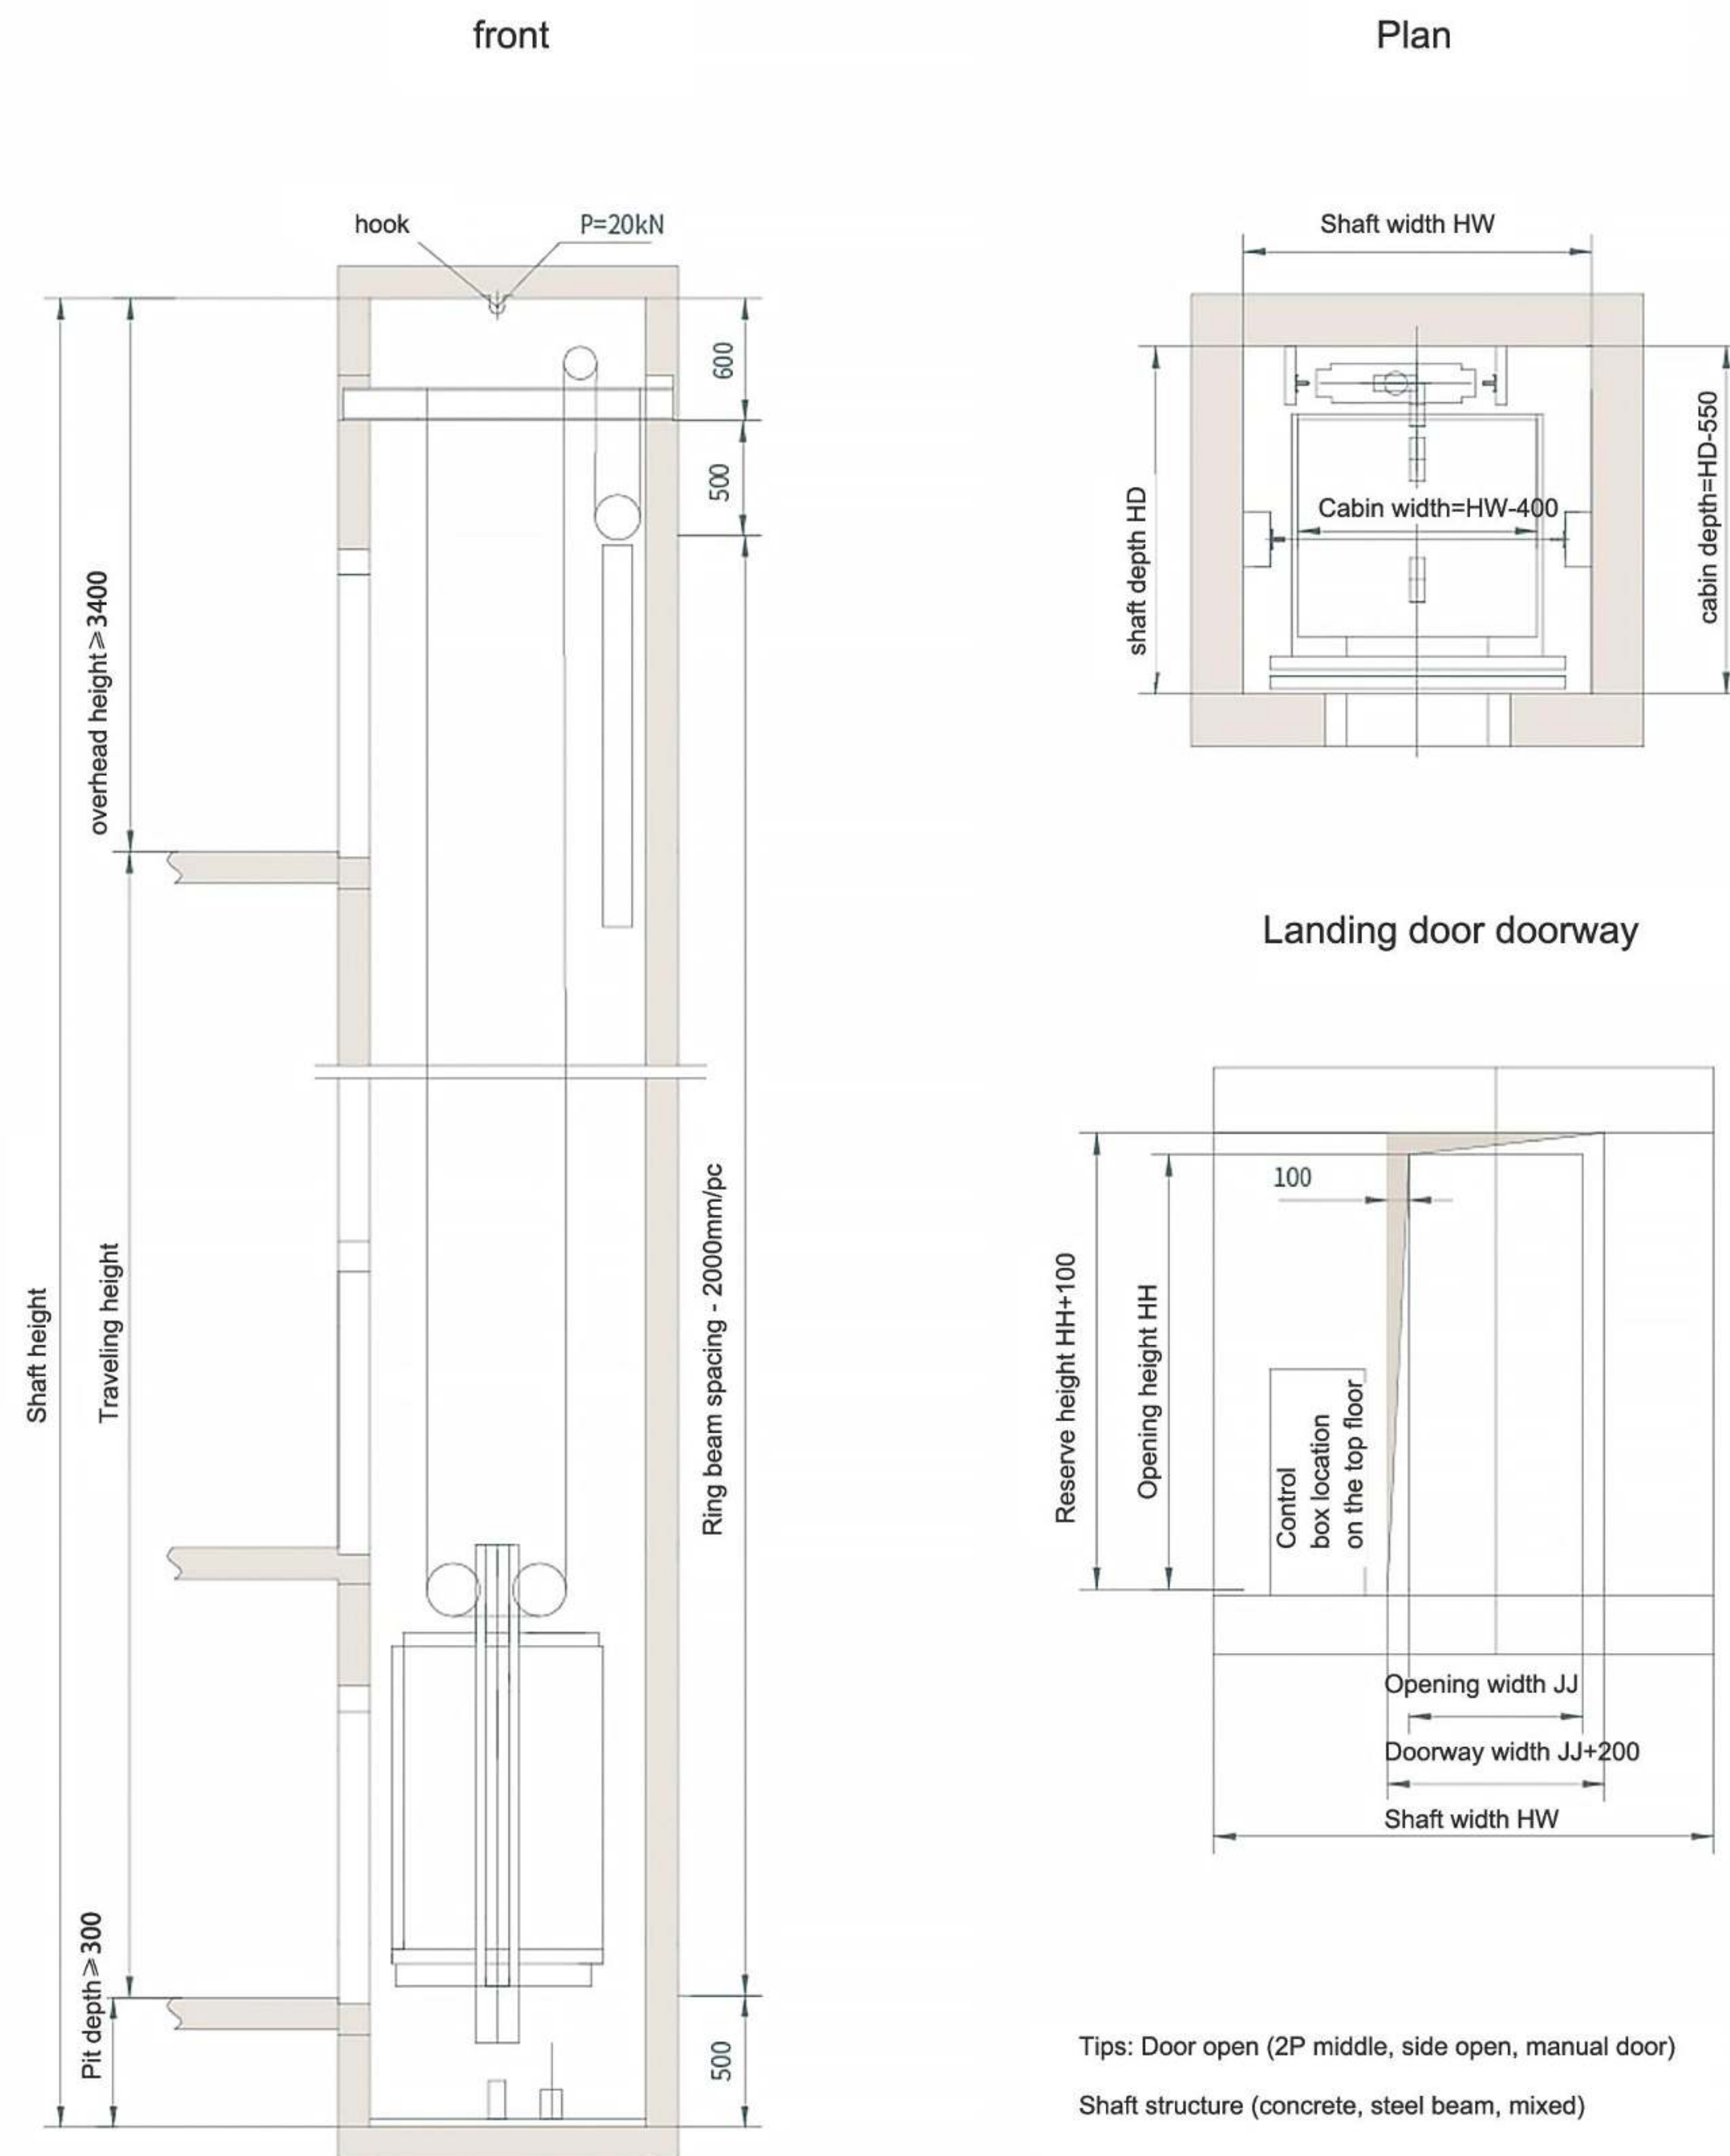 front
Plan
hook
P=20kN
600
500
overhead height⩾3400
Shaft height
Traveling height
Ring beam spacing - 2000mm/pc
Pit depth⩾300
500
Shaft width HW
shaft depth HD
Cabin width=HW-400
cabin depth=HD-550
Landing door doorway
100
Reserve height HH+100
Opening height HH
Control
box location
on the top floor
Opening width JJ
Doorway width JJ+200
Shaft width HW
Tips: Door open (2P middle, side open, manual door)
Shaft structure (concrete, steel beam, mixed)